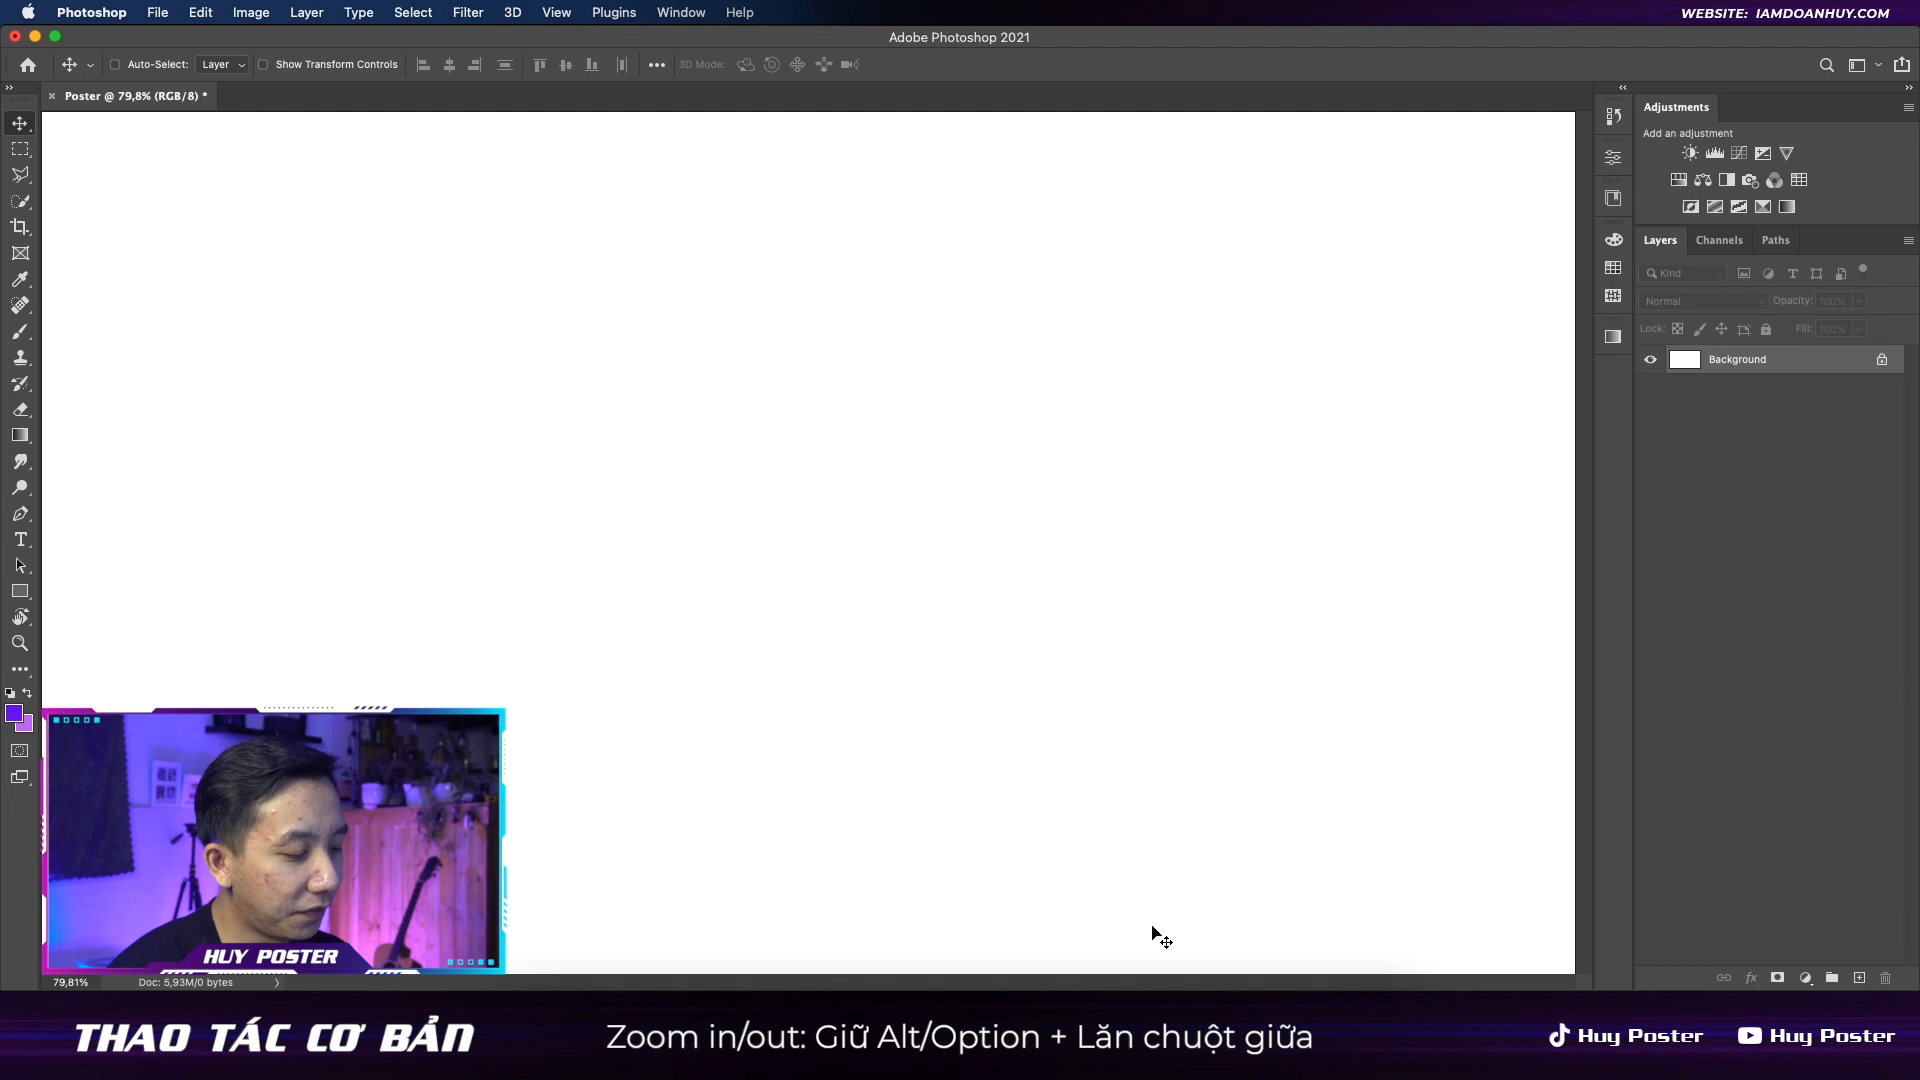 Photoshop File Edit Image Layer Type Select Filter 3D View Plugins Window Help
WEBSITE: IAMDOANHUY.COM
Adobe Photoshop 2021
Auto-Select: Layer Show Transform Controls 3D Mode:
Poster @ 79,8% (RGB/8) *
Adjustments
Add an adjustment
Layers Channels Paths
Kind
Normal Opacity: 100%
Lock: Fill: 100%
Background
HUY POSTER
79,81% Doc: 5,93M/0 bytes
THAO TÁC CƠ BẢN
Zoom in/out: Giữ Alt/Option + Lăn chuột giữa
Huy Poster
Huy Poster